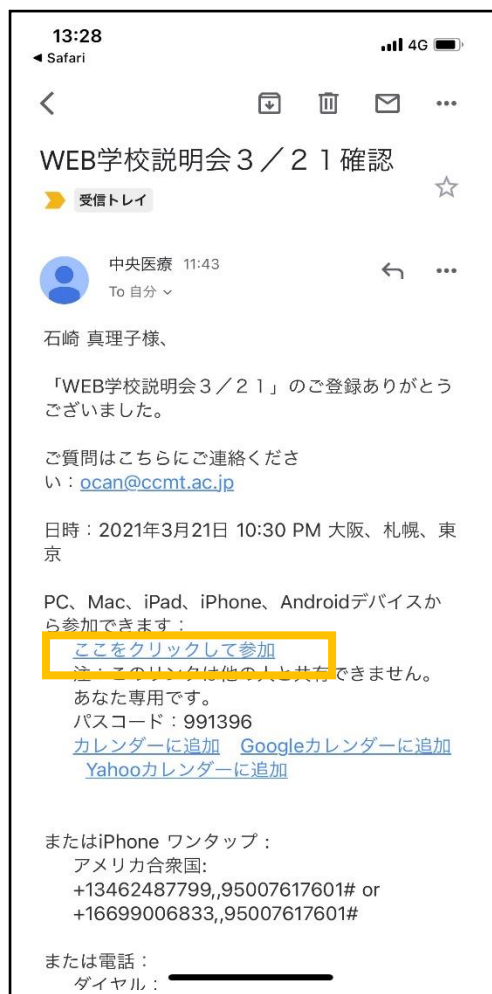 13:28
4G
◀ Safari
WEB学校説明会３／２１確認
受信トレイ
中央医療 11:43
To 自分
石崎 真理子様、
「WEB学校説明会３／２１」のご登録ありがとう
ございました。
ご質問はこちらにご連絡くださ
い：ocan@ccmt.ac.jp
日時：2021年3月21日 10:30 PM 大阪、札幌、東
京
PC、Mac、iPad、iPhone、Androidデバイスか
ら参加できます：
ここをクリックして参加
注：このリンクは他の人と共有できません。
あなた専用です。
パスコード：991396
カレンダーに追加 Googleカレンダーに追加
Yahooカレンダーに追加
またはiPhone ワンタップ：
アメリカ合衆国:
+13462487799,,95007617601# or
+16699006833,,95007617601#
または電話：
ダイヤル：